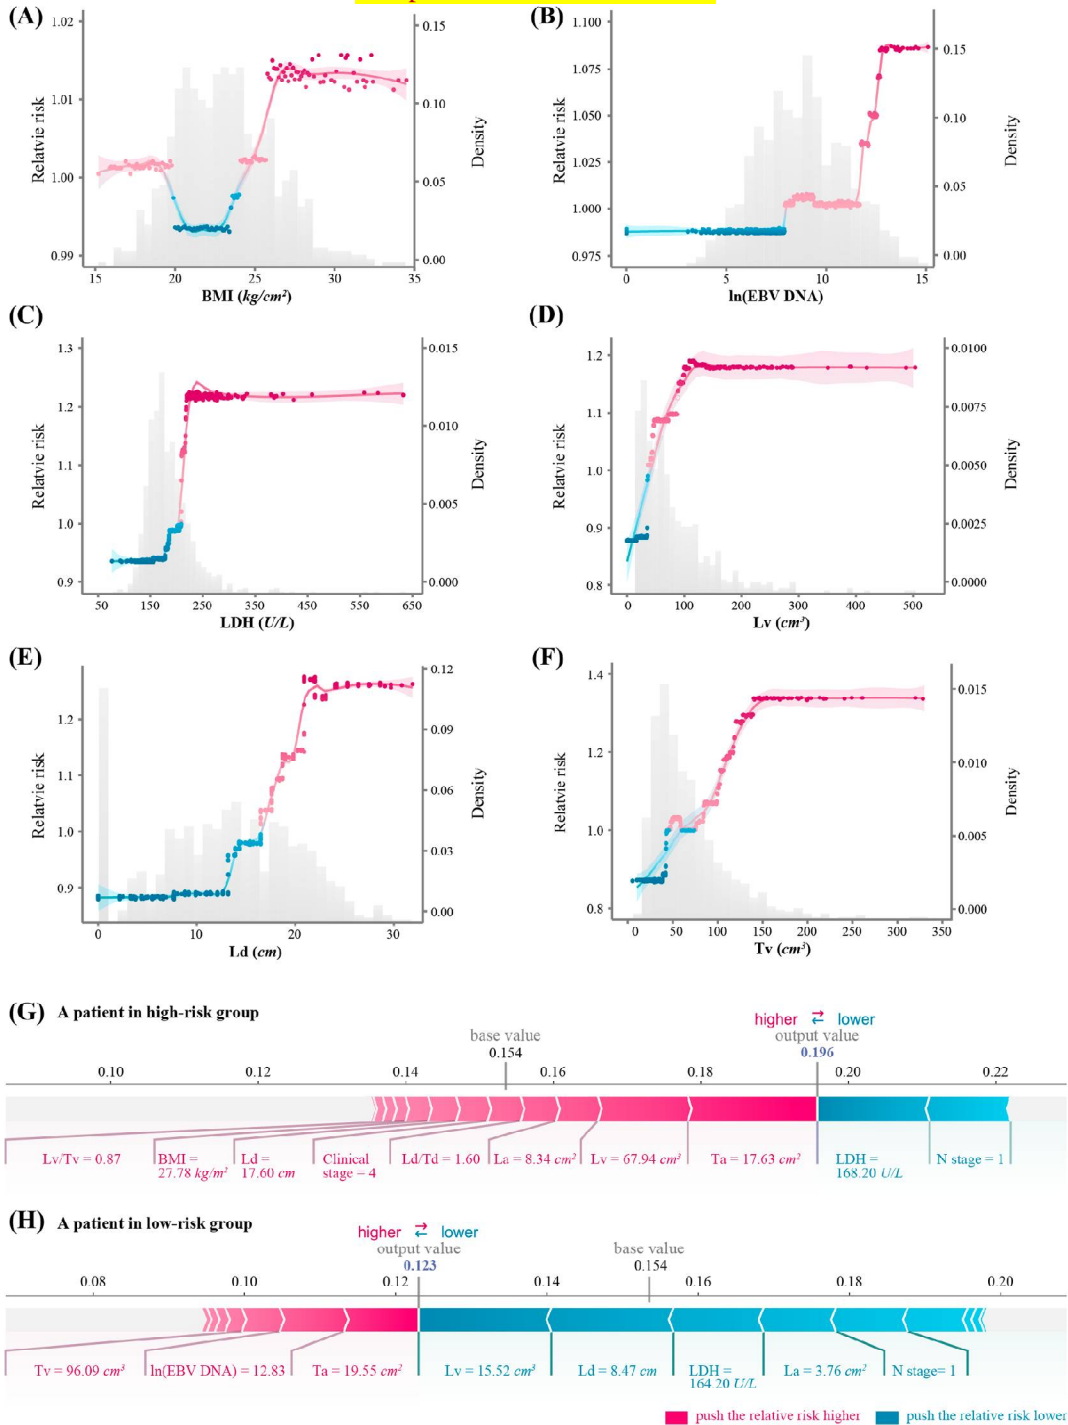 (A)
1.02
1.01
1.00
0.99
Relatvie risk
0.15
0.10
0.05
0.00
Density
15 20 25 30 35
BMI (kg/cm²)
(B)
1.100
1.075
1.050
1.025
1.000
0.975
Relatvie risk
0.15
0.10
0.05
0.00
Density
0 5 10 15
ln(EBV DNA)
(C)
1.3
1.2
1.1
1.0
0.9
Relatvie risk
0.015
0.010
0.005
0.000
Density
50 150 250 350 450 550 650
LDH (U/L)
(D)
1.2
1.1
1.0
0.9
0.8
Relatvie risk
0.0100
0.0075
0.0050
0.0025
0.0000
Density
0 100 200 300 400 500
Lv (cm³)
(E)
1.2
1.1
1.0
0.9
Relatvie risk
0.12
0.09
0.06
0.03
0.00
Density
0 10 20 30
Ld (cm)
(F)
1.4
1.2
1.0
0.8
Relatvie risk
0.015
0.010
0.005
0.000
Density
0 50 100 150 200 250 300 350
Tv (cm³)
(G) A patient in high-risk group
higher ⇄ lower
base value output value
0.154 0.196
0.10 0.12 0.14 0.16 0.18 0.20 0.22
Lv/Tv = 0.87
BMI =
27.78 kg/m²
Ld =
17.60 cm
Clinical
stage = 4
Ld/Td = 1.60
La = 8.34 cm²
Lv = 67.94 cm³
Ta = 17.63 cm²
LDH =
168.20 U/L
N stage = 1
(H) A patient in low-risk group
higher ⇄ lower
output value base value
0.123 0.154
0.08 0.10 0.12 0.14 0.16 0.18 0.20
Tv = 96.09 cm³
ln(EBV DNA) = 12.83
Ta = 19.55 cm²
Lv = 15.52 cm³
Ld = 8.47 cm
LDH =
164.20 U/L
La = 3.76 cm²
N stage= 1
push the relative risk higher push the relative risk lower